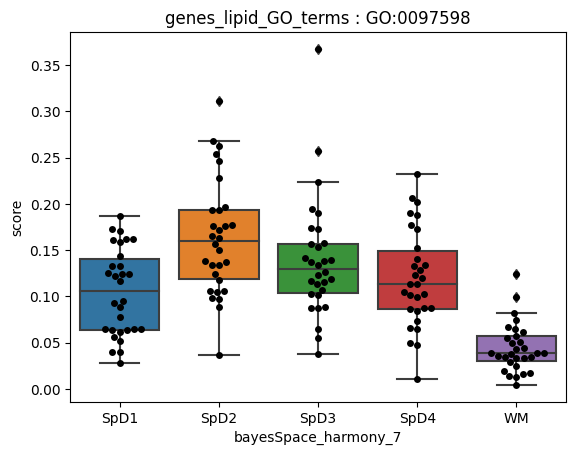 genes_lipid_GO_terms : GO:0097598
0.35
0.30
0.25
0.20
0.15
0.10
0.05
0.00
score
SpD1 SpD2 SpD3 SpD4 WM
bayesSpace_harmony_7